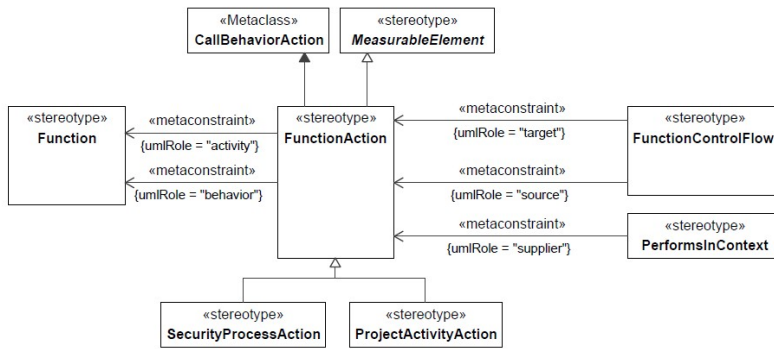 «Metaclass»
CallBehaviorAction
«stereotype»
MeasurableElement
«stereotype»
Function
«metaconstraint»
{umlRole = "activity"}
«metaconstraint»
{umlRole = "behavior"}
«stereotype»
FunctionAction
«metaconstraint»
{umlRole = "target"}
«metaconstraint»
{umlRole = "source"}
«metaconstraint»
{umlRole = "supplier"}
«stereotype»
FunctionControlFlow
«stereotype»
PerformsInContext
«stereotype»
SecurityProcessAction
«stereotype»
ProjectActivityAction